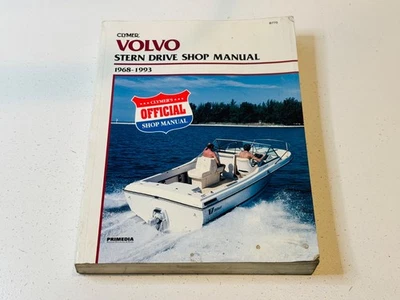 CLYMER
VOLVO
STERN DRIVE SHOP MANUAL
1968-1993
CLYMER'S
OFFICIAL
SHOP MANUAL
PRIMEDIA